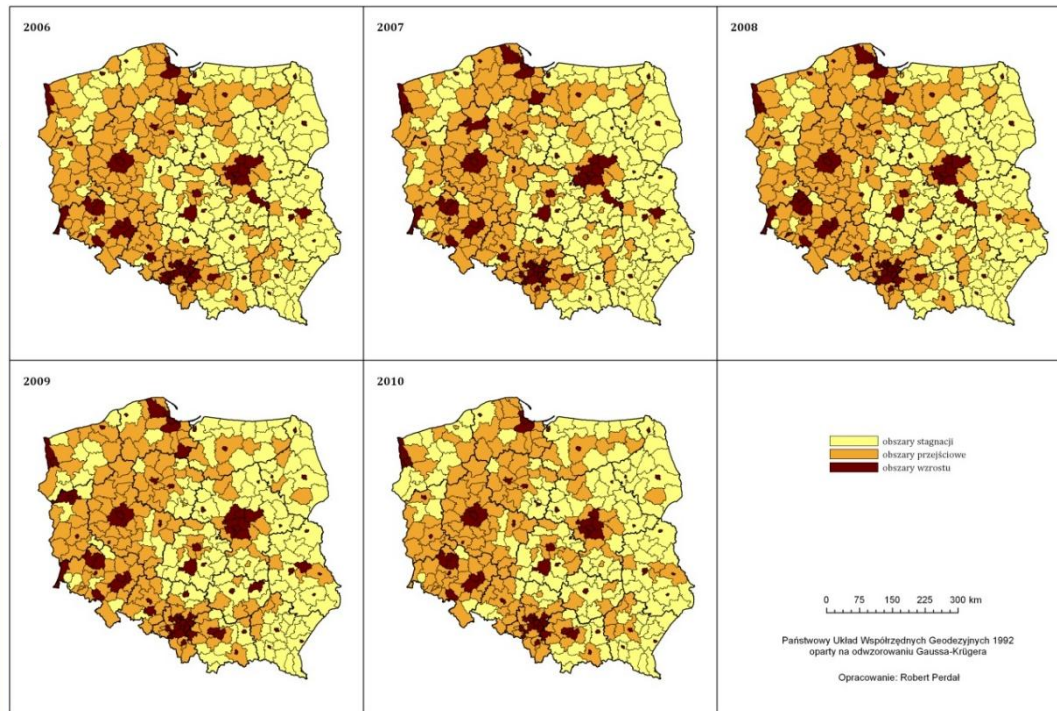 2006
2007
2008
2009
2010
obszary stagnacji
obszary przejściowe
obszary wzrostu
0 75 150 225 300 km
Państwowy Układ Współrzędnych Geodezyjnych 1992
oparty na odwzorowaniu Gaussa-Krügera
Opracowanie: Robert Perdał